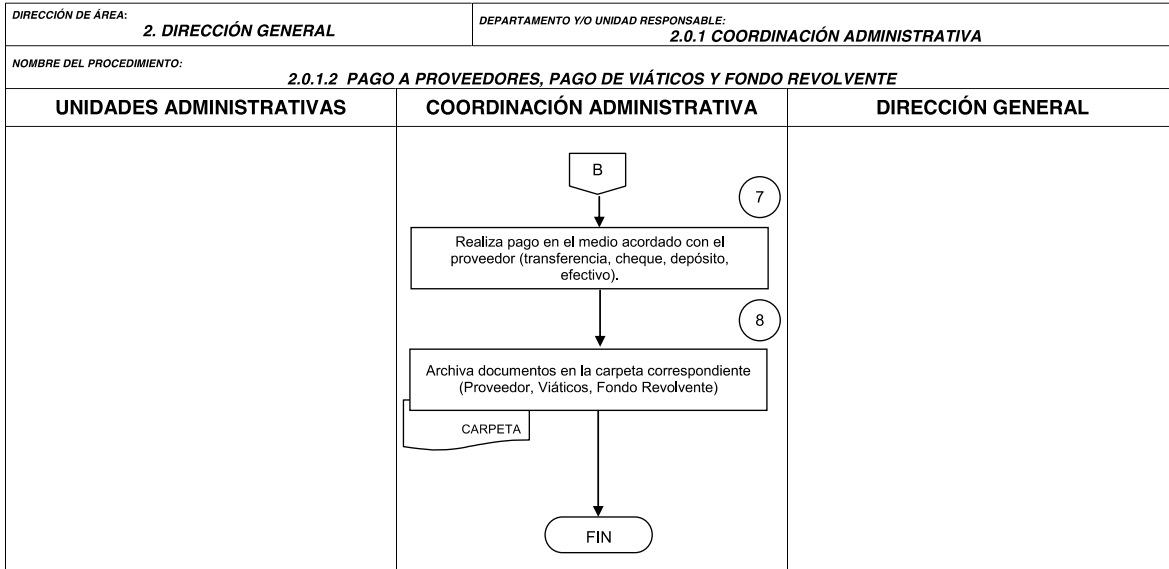 DIRECCIÓN DE ÁREA:
2. DIRECCIÓN GENERAL
DEPARTAMENTO Y/O UNIDAD RESPONSABLE:
2.0.1 COORDINACIÓN ADMINISTRATIVA
NOMBRE DEL PROCEDIMIENTO:
2.0.1.2 PAGO A PROVEEDORES, PAGO DE VIÁTICOS Y FONDO REVOLVENTE
UNIDADES ADMINISTRATIVAS
COORDINACIÓN ADMINISTRATIVA
DIRECCIÓN GENERAL
B
7
Realiza pago en el medio acordado con el
proveedor (transferencia, cheque, depósito,
efectivo).
8
Archiva documentos en la carpeta correspondiente
(Proveedor, Viáticos, Fondo Revolvente)
CARPETA
FIN